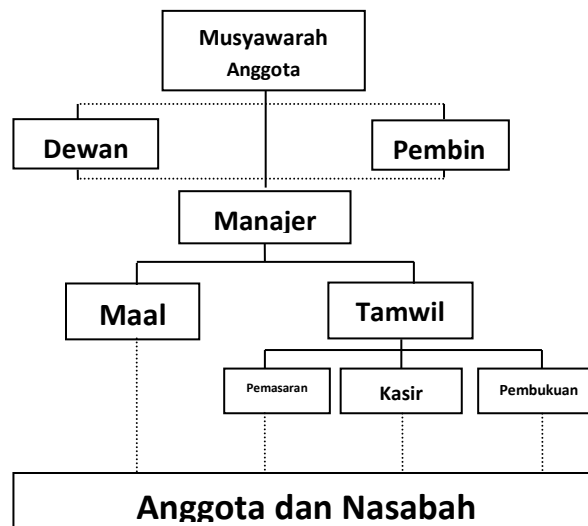 Musyawarah
Anggota
Dewan
Pembin
Manajer
Maal
Tamwil
Pemasaran
Kasir
Pembukuan
Anggota dan Nasabah